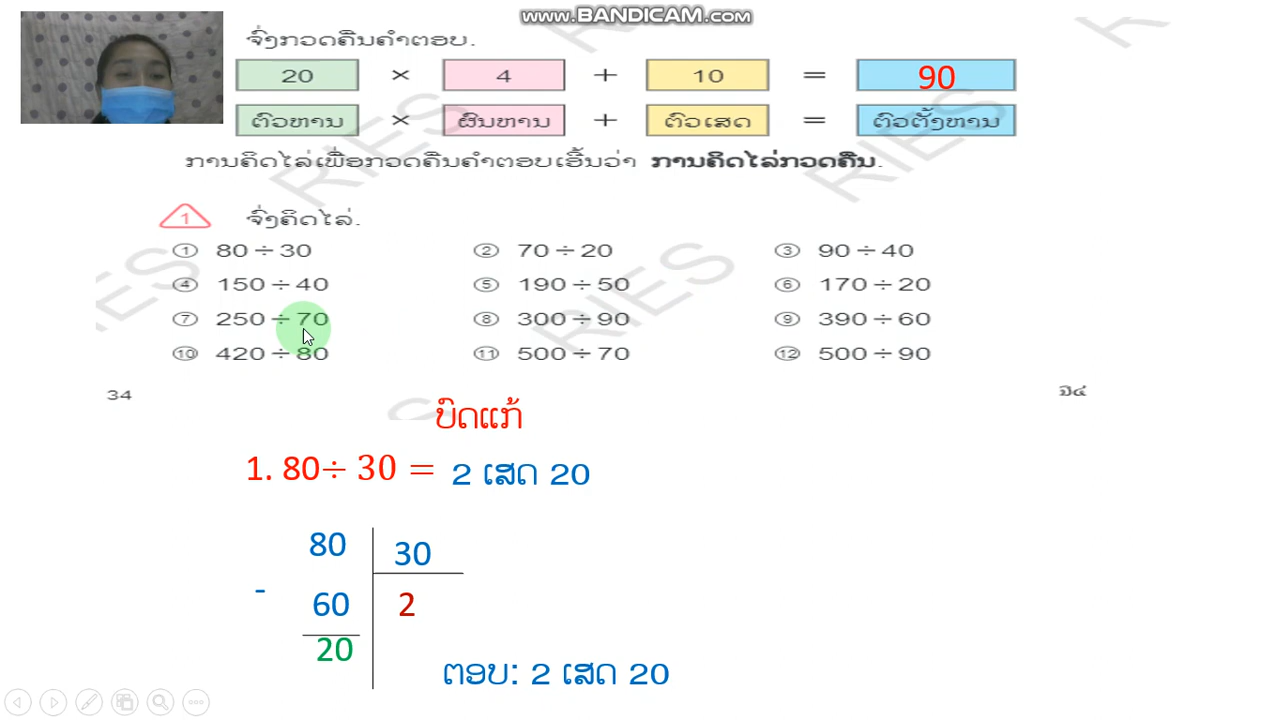 www.BANDICAM.com
ຈົ່ງກວດຄືນຄຳຕອບ.
20 × 4 + 10 = 90
ຕົວຫານ × ຜົນຫານ + ຕົວເສດ = ຕົວຕັ້ງຫານ
ການຄິດໄລ່ເພື່ອກວດຄືນຄຳຕອບເອີ້ນວ່າ ການຄິດໄລ່ກວດຄືນ.
1 ຈົ່ງຄິດໄລ່.
① 80 ÷ 30 ② 70 ÷ 20 ③ 90 ÷ 40
④ 150 ÷ 40 ⑤ 190 ÷ 50 ⑥ 170 ÷ 20
⑦ 250 ÷ 70 ⑧ 300 ÷ 90 ⑨ 390 ÷ 60
⑩ 420 ÷ 80 ⑪ 500 ÷ 70 ⑫ 500 ÷ 90
34 ປ໔
ບົດແກ້
1. 80÷ 30 = 2 ເສດ 20
80 30
- 60 2
20
ຕອບ: 2 ເສດ 20
RIES
RIES
RIES
RIES